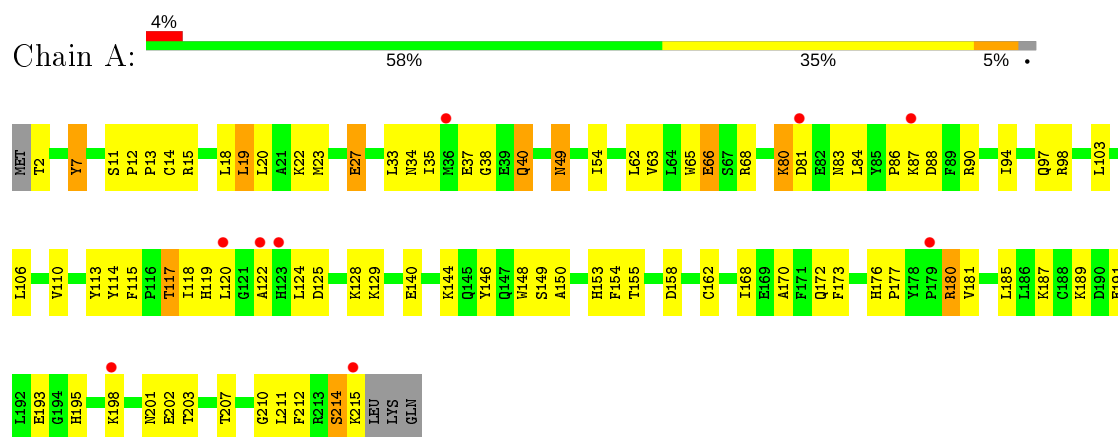 4%
Chain A:
58% 35% 5% •
MET T2 Y7 S11 P12 P13 C14 R15 L18 L19 L20 A21 K22 M23 E27 L33 N34 I35 M36 E37 G38 E39 Q40 N49 I54 L62 V63 L64 W65 E66 S67 R68 K80 D81 E82 N83 L84 Y85 P86 K87 D88 F89 R90 I94 Q97 R98 L103
L106 V110 Y113 Y114 F115 P116 T117 I118 H119 L120 G121 A122 H123 L124 D125 K128 K129 E140 K144 Q145 Y146 Q147 W148 S149 A150 H153 F154 T155 D158 C162 I168 E169 A170 F171 Q172 F173 H176 P177 Y178 P179 R180 V181 L185 L186 K187 C188 K189 D190 E191
L192 E193 G194 H195 K198 N201 E202 T203 T207 G210 L211 F212 R213 S214 K215 LEU LYS GLN